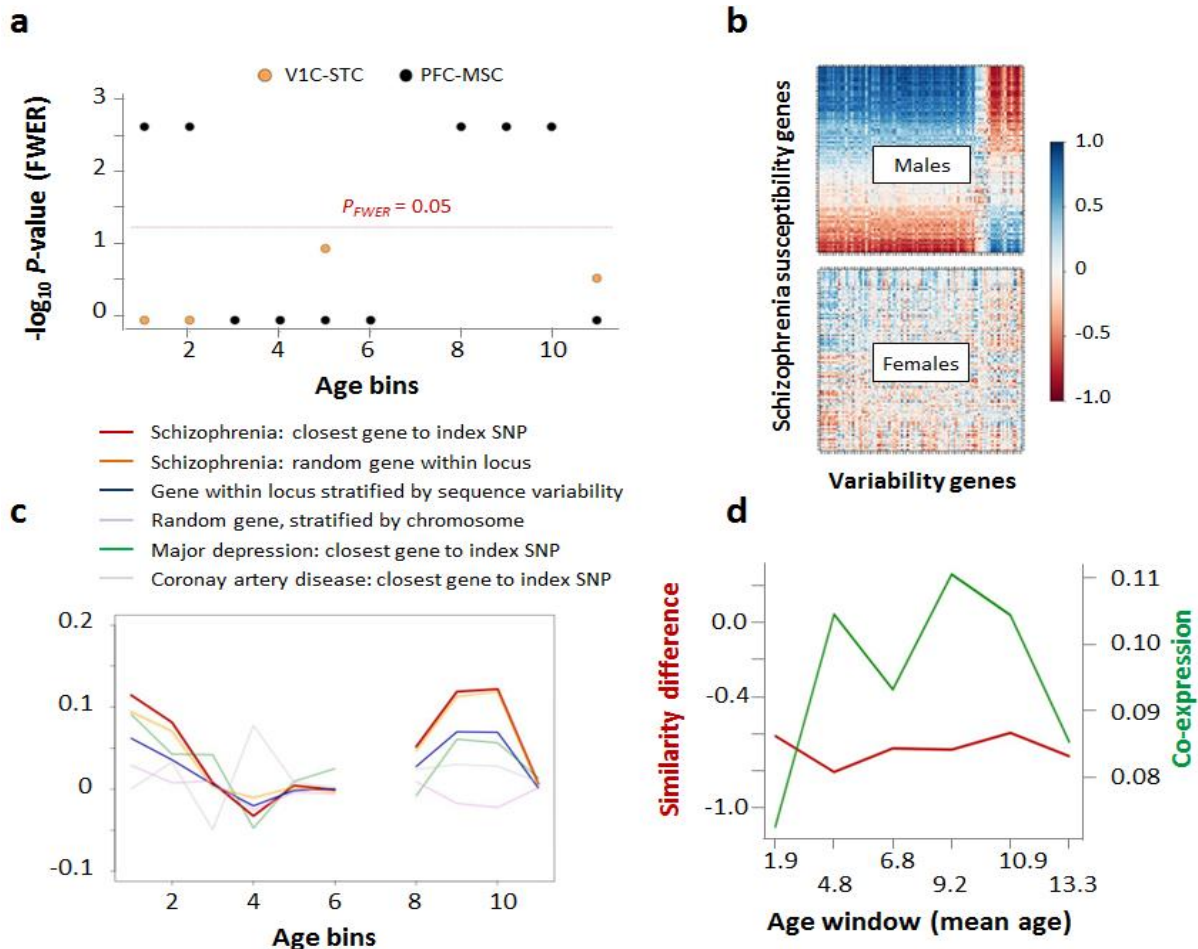 a
V1C-STC
PFC-MSC
3
2
1
0
-log10 P-value (FWER)
PFWER = 0.05
2
4
6
8
10
Age bins
b
Schizophrenia susceptibility genes
Males
Females
1.0
0.5
0
-0.5
-1.0
Variability genes
c
Schizophrenia: closest gene to index SNP
Schizophrenia: random gene within locus
Gene within locus stratified by sequence variability
Random gene, stratified by chromosome
Major depression: closest gene to index SNP
Coronay artery disease: closest gene to index SNP
0.2
0.1
0
-0.1
2
4
6
8
10
Age bins
d
Similarity difference
0.0
-0.4
-1.0
0.11
0.10
0.09
0.08
Co-expression
1.9
4.8
6.8
9.2
10.9
13.3
Age window (mean age)